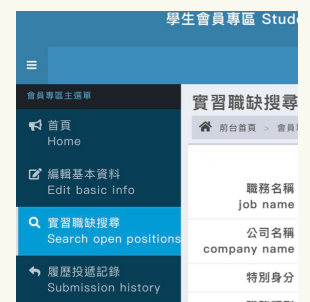 學生會員專區 Stud
會員專區主選單
首頁
Home
編輯基本資料
Edit basic info
實習職缺搜尋
Search open positions
履歷投遞記錄
Submission history
實習職缺搜尋
前台首頁 > 會員
職務名稱
job name
公司名稱
company name
特別身分